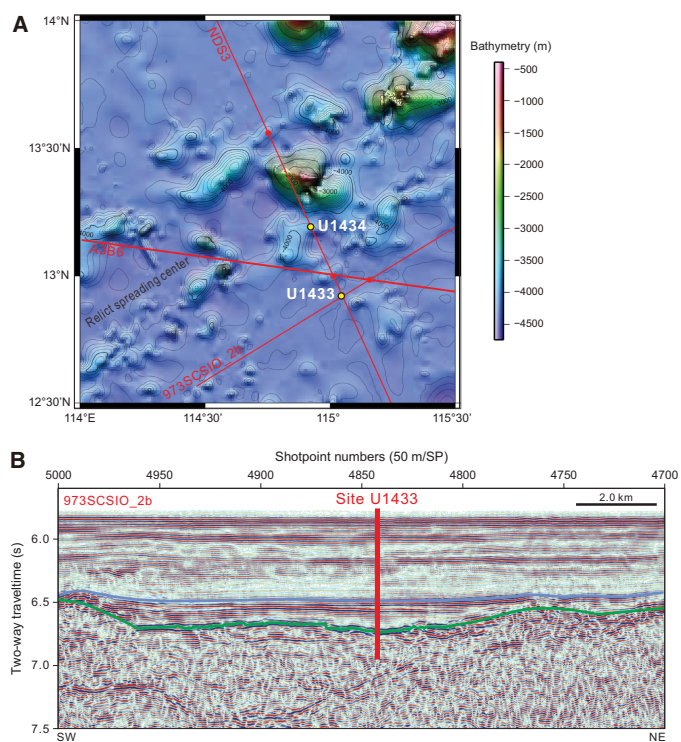 A
14°N
13°30'N
13°N
12°30'N
114°E
114°30'
115°
115°30'
NDS3
U1434
U1433
AJB6
Relict spreading center
973SCSIO_2b
−4000
−3000
−4000
4000
Bathymetry (m)
−500
−1000
−1500
−2000
−2500
−3000
−3500
−4000
−4500
B
Shotpoint numbers (50 m/SP)
5000
4950
4900
4850
4800
4750
4700
973SCSIO_2b
Site U1433
2.0 km
Two-way traveltime (s)
6.0
6.5
7.0
7.5
SW
NE